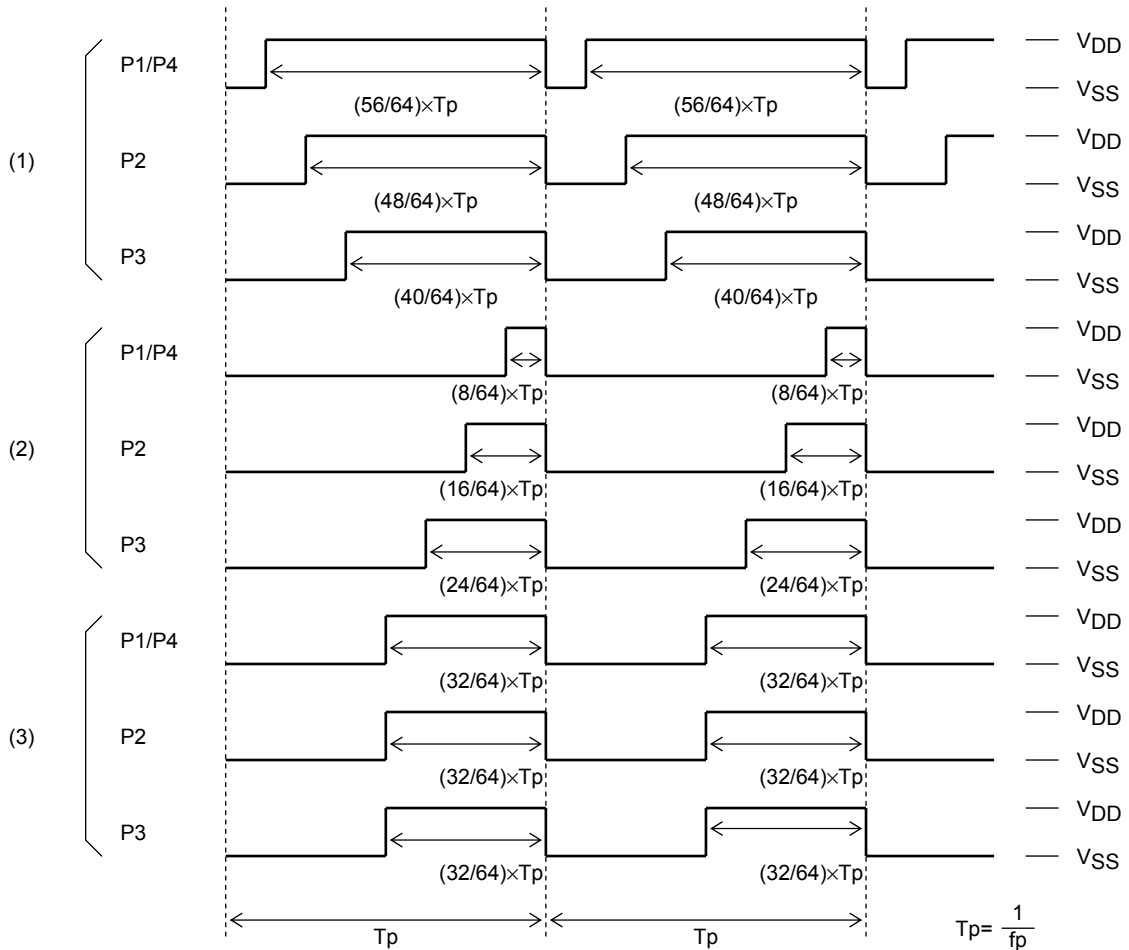 P1/P4
(56/64)×Tp (56/64)×Tp
VDD
VSS
(1)
P2
(48/64)×Tp (48/64)×Tp
VDD
VSS
P3
(40/64)×Tp (40/64)×Tp
VDD
VSS
P1/P4
(8/64)×Tp (8/64)×Tp
VDD
VSS
(2)
P2
(16/64)×Tp (16/64)×Tp
VDD
VSS
P3
(24/64)×Tp (24/64)×Tp
VDD
VSS
P1/P4
(32/64)×Tp (32/64)×Tp
VDD
VSS
(3)
P2
(32/64)×Tp (32/64)×Tp
VDD
VSS
P3
(32/64)×Tp (32/64)×Tp
VDD
VSS
Tp Tp
Tp= 1
fp